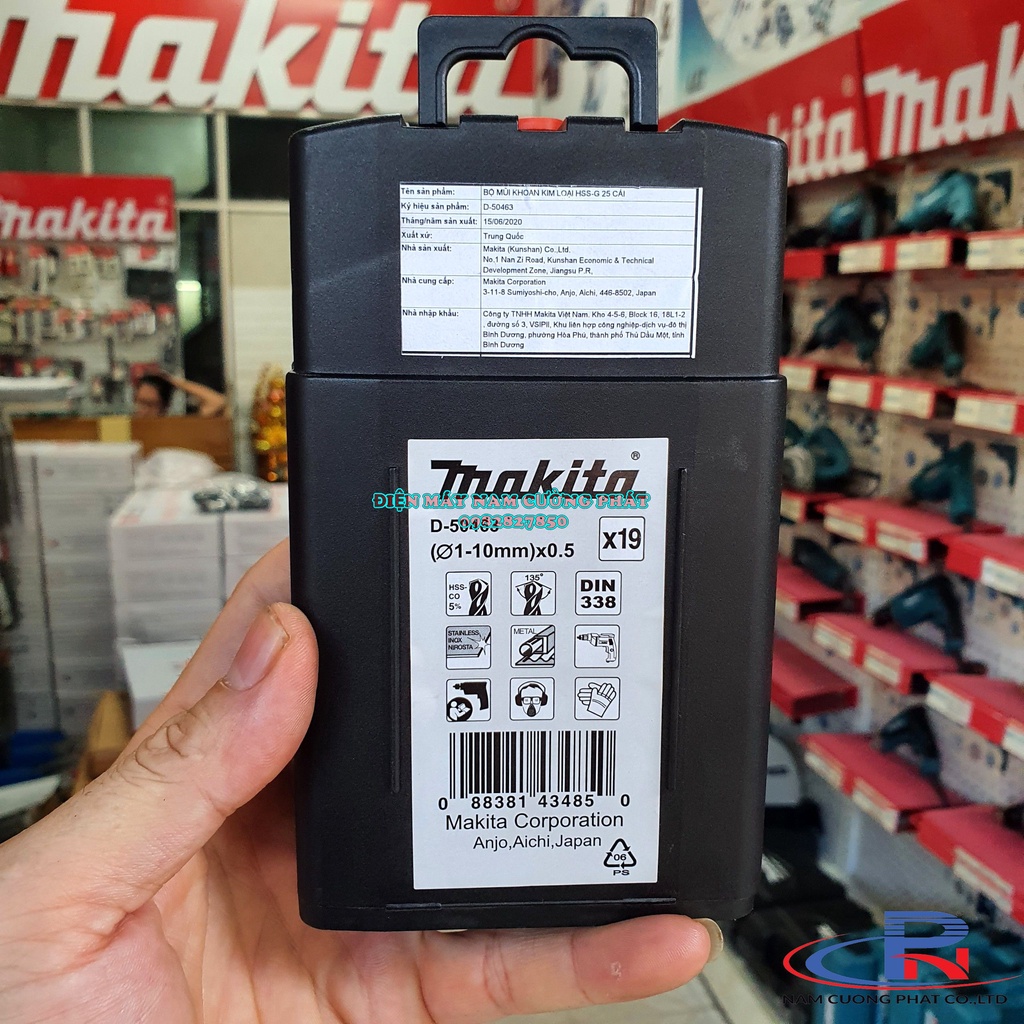 makita
makita
makita
makita
Tên sản phẩm: BỘ MŨI KHOAN KIM LOẠI HSS-G 25 CÁI
Ký hiệu sản phẩm: D-50463
Tháng/năm sản xuất: 15/06/2020
Xuất xứ: Trung Quốc
Nhà sản xuất: Makita (Kunshan) Co.,Ltd.
No.1 Nan Zi Road, Kunshan Economic & Technical
Development Zone, Jiangsu P.R,
Nhà cung cấp: Makita Corporation
3-11-8 Sumiyoshi-cho, Anjo, Aichi, 446-8502, Japan
Nhà nhập khẩu: Công ty TNHH Makita Việt Nam. Kho 4-5-6, Block 16, 18L1-2
, đường số 3, VSIPII, Khu liên hợp công nghiệp-dịch vụ-đô thị
Bình Dương, phường Hòa Phú, thành phố Thủ Dầu Một, tỉnh
Bình Dương
makita®
ĐIỆN MÁY NAM CƯỜNG PHÁT
D-50463
0962827850
(Ø1-10mm)x0.5
x19
HSS-
CO
5%
135°
DIN
338
STAINLESS
INOX
NIROSTA
METAL
0 88381 43485 0
Makita Corporation
Anjo,Aichi,Japan
06
PS
PN
NAM CUONG PHAT CO.,LTD